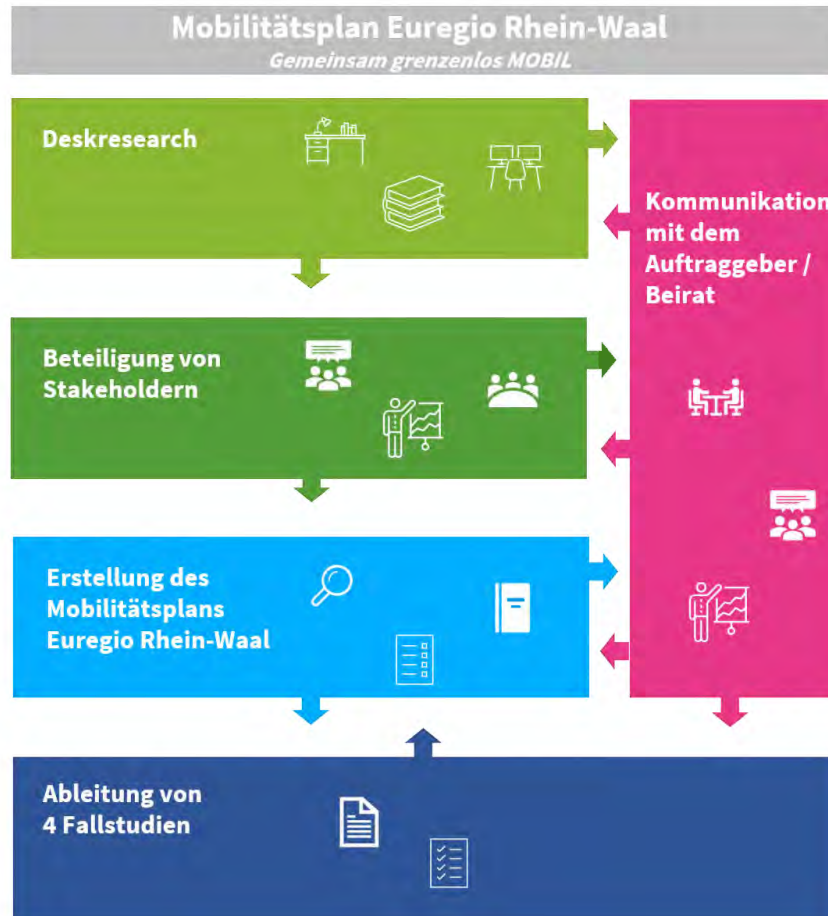 Mobilitätsplan Euregio Rhein-Waal
Gemeinsam grenzenlos MOBIL
Deskresearch
Kommunikation
mit dem
Auftraggeber /
Beirat
Beteiligung von
Stakeholdern
Erstellung des
Mobilitätsplans
Euregio Rhein-Waal
Ableitung von
4 Fallstudien